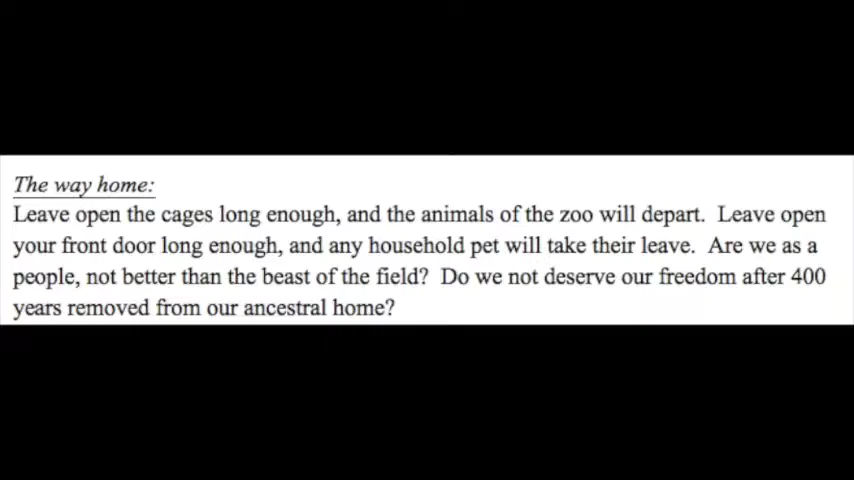 The way home:
Leave open the cages long enough, and the animals of the zoo will depart. Leave open
your front door long enough, and any household pet will take their leave. Are we as a
people, not better than the beast of the field? Do we not deserve our freedom after 400
years removed from our ancestral home?